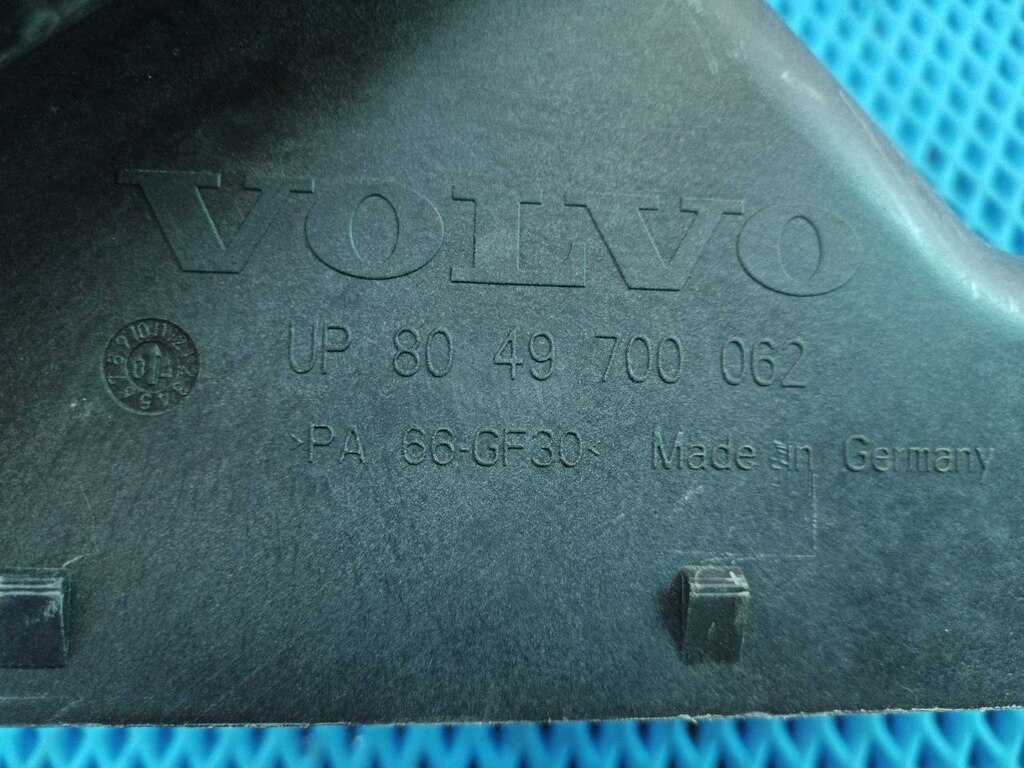 VOLVO
UP 80 49 700 062
>PA 66-GF30< Made in Germany